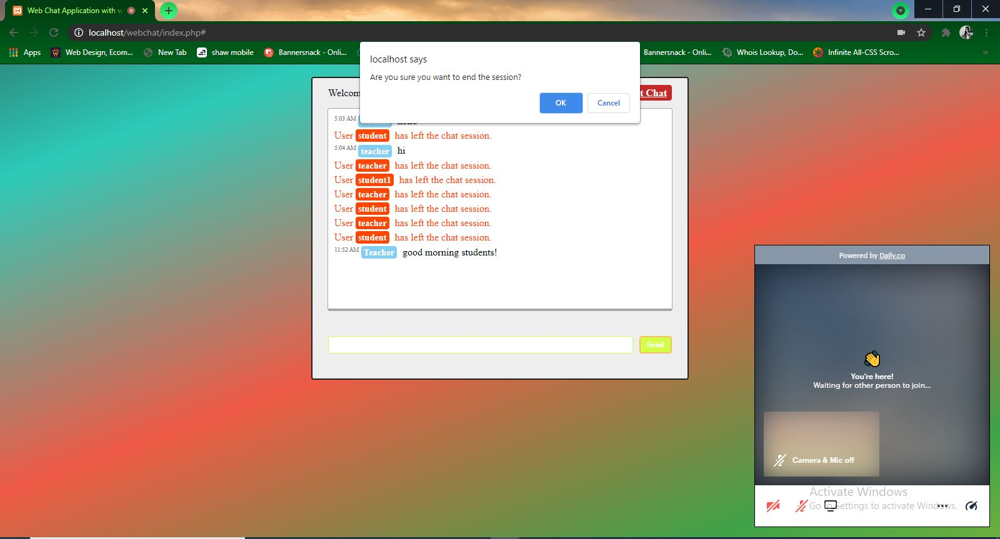 Web Chat Application with w
localhost/webchat/index.php#
Apps
Web Design, Ecom...
New Tab
shaw mobile
Bannersnack - Onli...
Bannersnack - Onli...
Whois Lookup, Do...
Infinite All-CSS Scro...
»
localhost says
Are you sure you want to end the session?
OK
Cancel
Welcom
t Chat
5:03 AM
User student has left the chat session.
5:04 AM teacher hi
User teacher has left the chat session.
User student1 has left the chat session.
User teacher has left the chat session.
User student has left the chat session.
User teacher has left the chat session.
User student has left the chat session.
11:52 AM Teacher good morning students!
Send
Powered by Daily.co
You're here!
Waiting for other person to join...
Camera & Mic off
Activate Windows
Go to Settings to activate Windows.